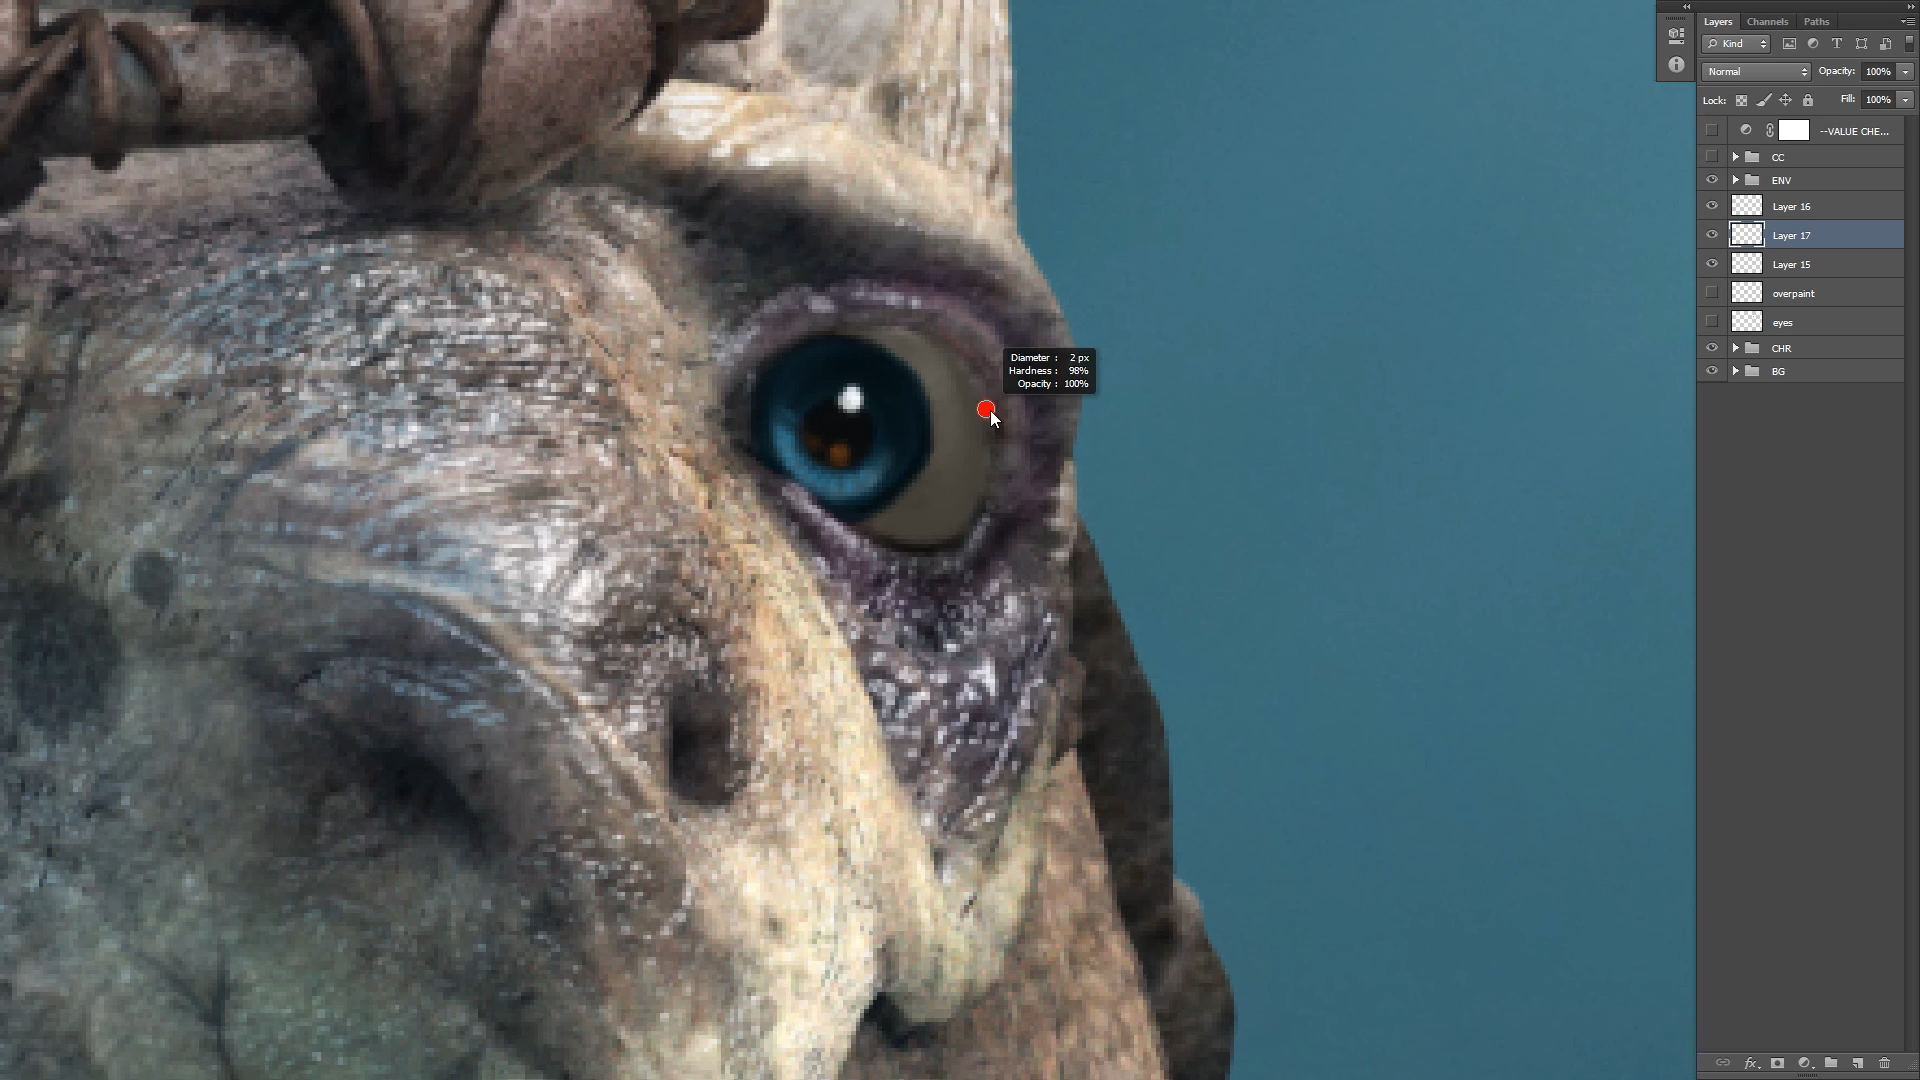 Layers Channels Paths
Kind
Normal Opacity: 100%
Lock: Fill: 100%
--VALUE CHE...
CC
ENV
Layer 16
Layer 17
Layer 15
overpaint
eyes
CHR
BG
Diameter : 2 px
Hardness : 98%
Opacity : 100%